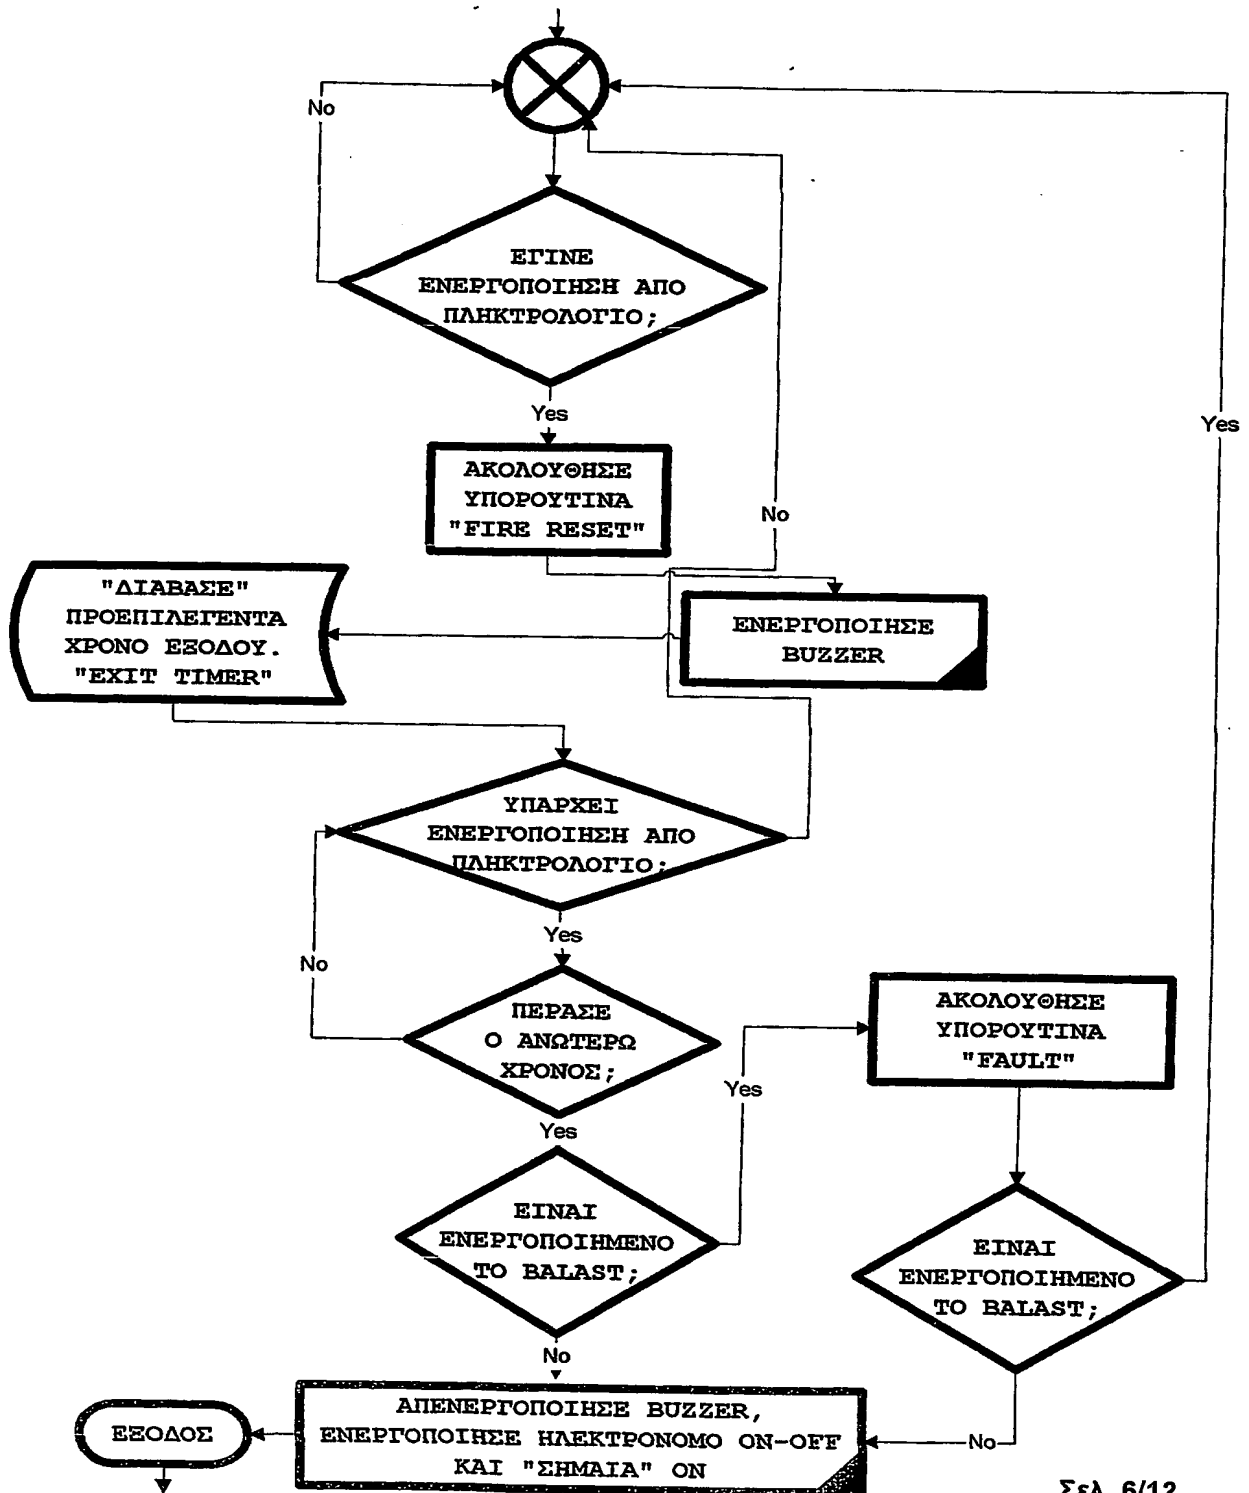 No
ΕΓΙΝΕ
ΕΝΕΡΓΟΠΟΙΗΣΗ ΑΠΟ
ΠΛΗΚΤΡΟΛΟΓΙΟ;
Yes
Yes
ΑΚΟΛΟΥΘΗΣΕ
ΥΠΟΡΟΥΤΙΝΑ
"FIRE RESET"
No
"ΔΙΑΒΑΣΕ"
ΠΡΟΕΠΙΛΕΓΕΝΤΑ
ΧΡΟΝΟ ΕΞΟΔΟΥ.
"EXIT TIMER"
ΕΝΕΡΓΟΠΟΙΗΣΕ
BUZZER
ΥΠΑΡΧΕΙ
ΕΝΕΡΓΟΠΟΙΗΣΗ ΑΠΟ
ΠΛΗΚΤΡΟΛΟΓΙΟ;
Yes
No
ΠΕΡΑΣΕ
Ο ΑΝΩΤΕΡΩ
ΧΡΟΝΟΣ;
ΑΚΟΛΟΥΘΗΣΕ
ΥΠΟΡΟΥΤΙΝΑ
"FAULT"
Yes
Yes
ΕΙΝΑΙ
ΕΝΕΡΓΟΠΟΙΗΜΕΝΟ
ΤΟ BALAST;
ΕΙΝΑΙ
ΕΝΕΡΓΟΠΟΙΗΜΕΝΟ
ΤΟ BALAST;
No
ΑΠΕΝΕΡΓΟΠΟΙΗΣΕ BUZZER,
ΕΝΕΡΓΟΠΟΙΗΣΕ ΗΛΕΚΤΡΟΝΟΜΟ ON-OFF
ΚΑΙ "ΣΗΜΑΙΑ" ON
No
ΕΞΟΔΟΣ
Σελ. 6/12